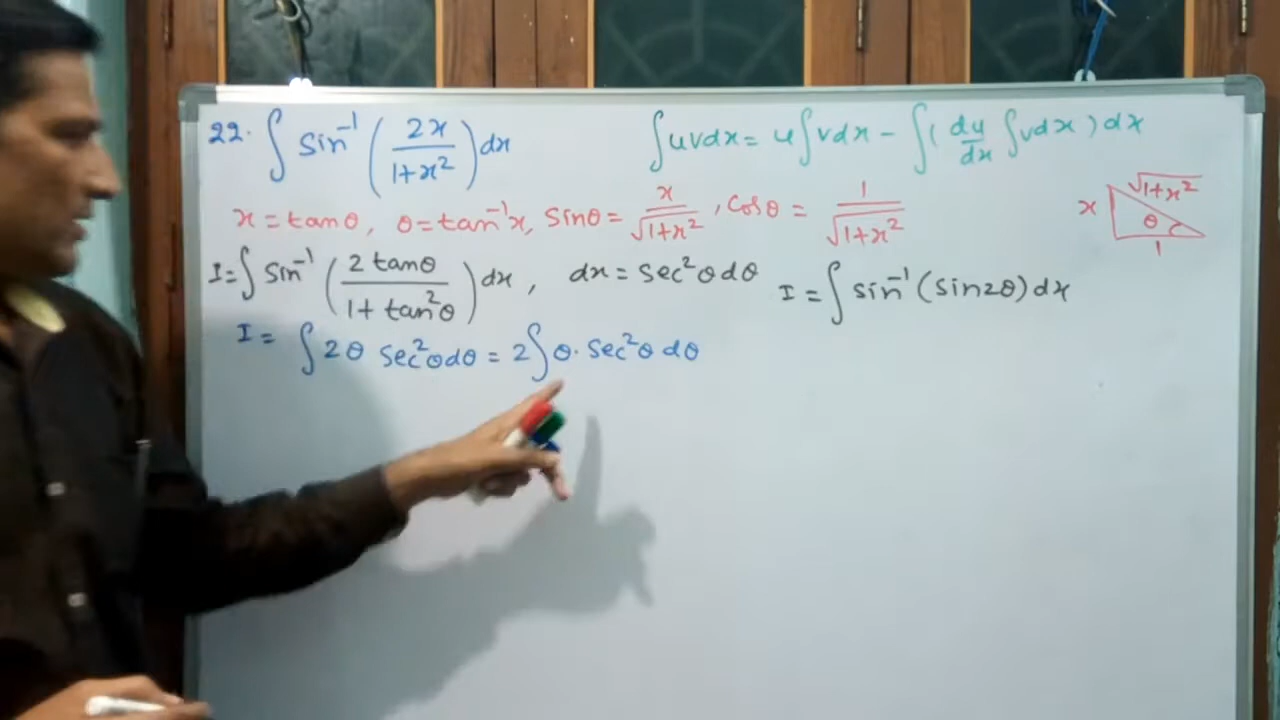 22. ∫ Sin⁻¹ (2x / 1+x²) dx
∫uvdx = u∫vdx − ∫(du/dx ∫vdx) dx
x = tanθ, θ = tan⁻¹x, Sinθ = x/√1+x², Cosθ = 1/√1+x²
√1+x²
x
θ
1
I = ∫ Sin⁻¹ (2 tanθ / 1 + tan²θ) dx, dx = Sec²θ dθ
I = ∫ sin⁻¹ (sin2θ) dx
I = ∫ 2θ Sec²θ dθ = 2∫ θ. Sec²θ dθ